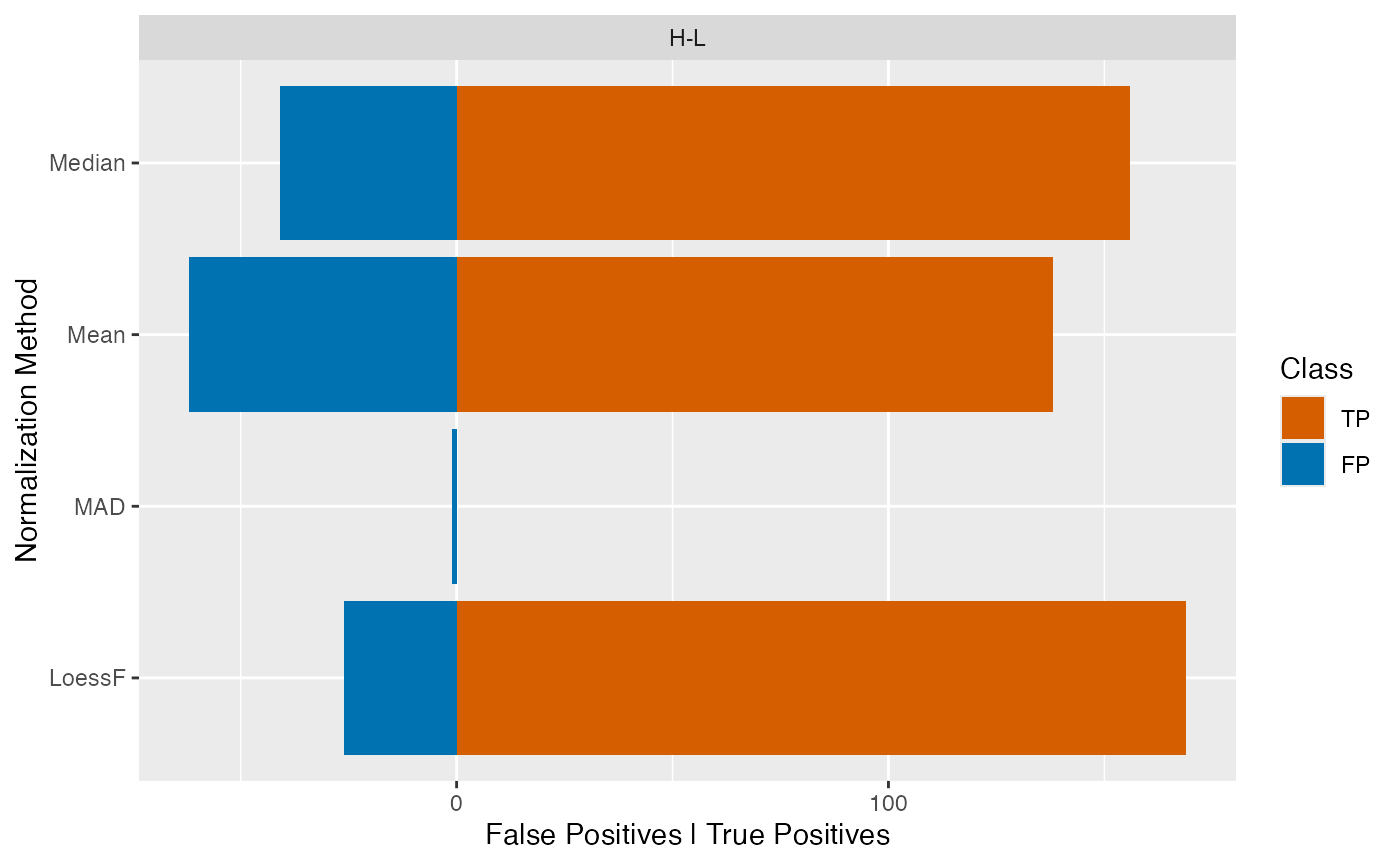 H-L
Median
Mean
MAD
LoessF
Normalization Method
0
100
False Positives | True Positives
Class
TP
FP